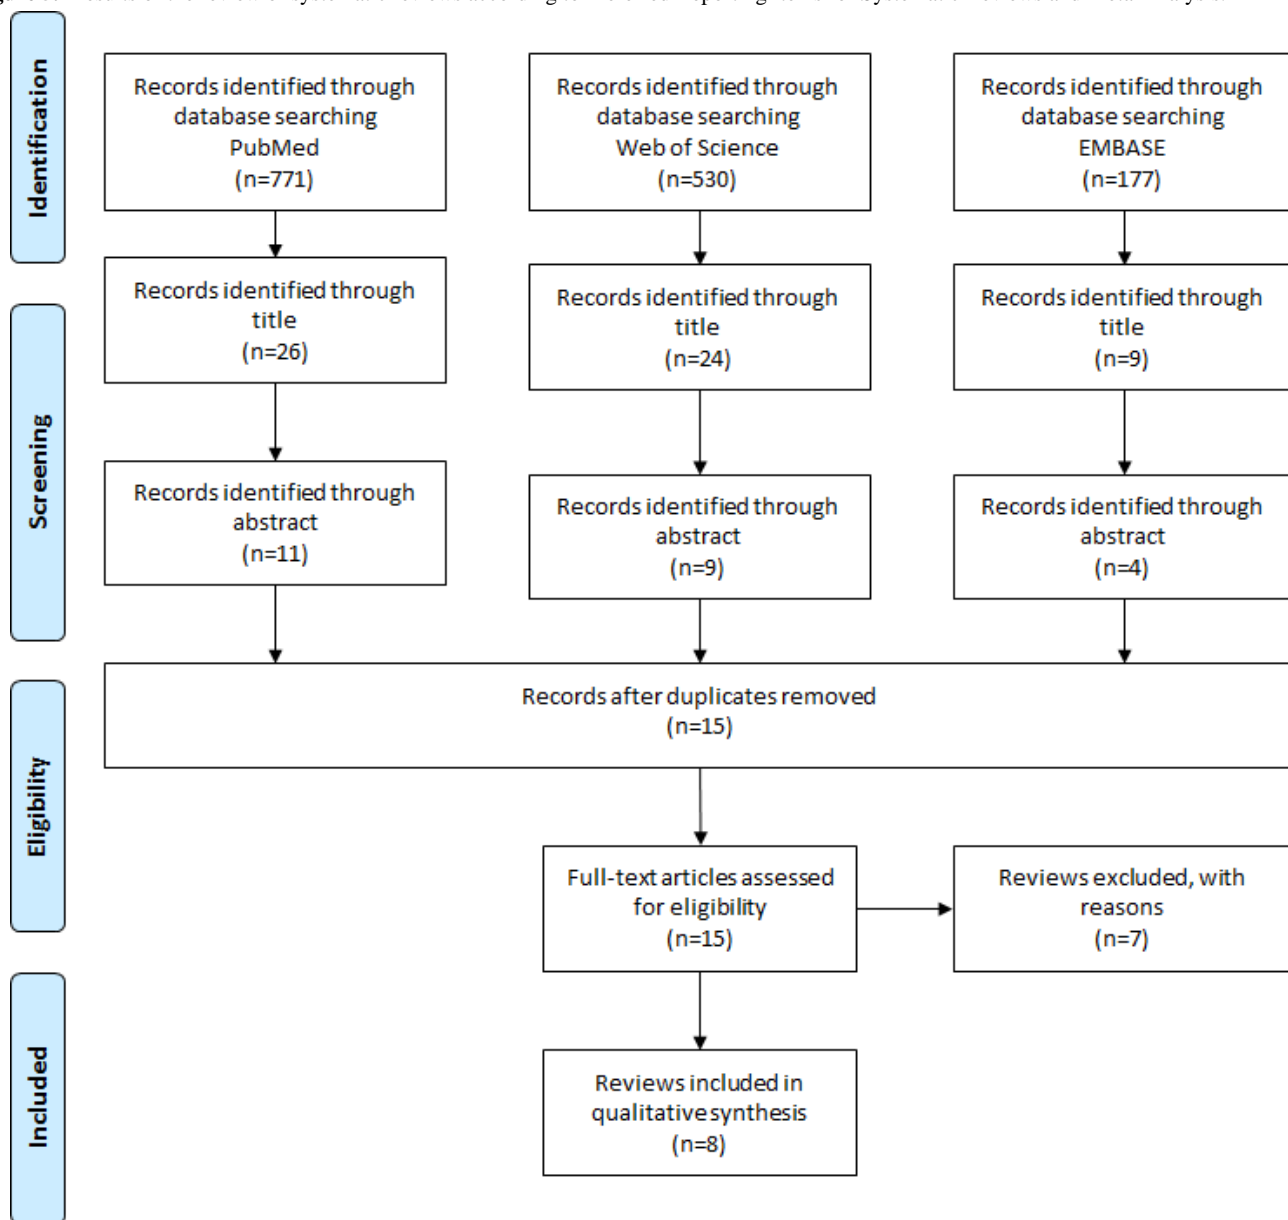 Identification
Records identified through
database searching
PubMed
(n=771)
Records identified through
database searching
Web of Science
(n=530)
Records identified through
database searching
EMBASE
(n=177)
Screening
Records identified through
title
(n=26)
Records identified through
title
(n=24)
Records identified through
title
(n=9)
Records identified through
abstract
(n=11)
Records identified through
abstract
(n=9)
Records identified through
abstract
(n=4)
Eligibility
Records after duplicates removed
(n=15)
Full-text articles assessed
for eligibility
(n=15)
Reviews excluded, with
reasons
(n=7)
Included
Reviews included in
qualitative synthesis
(n=8)